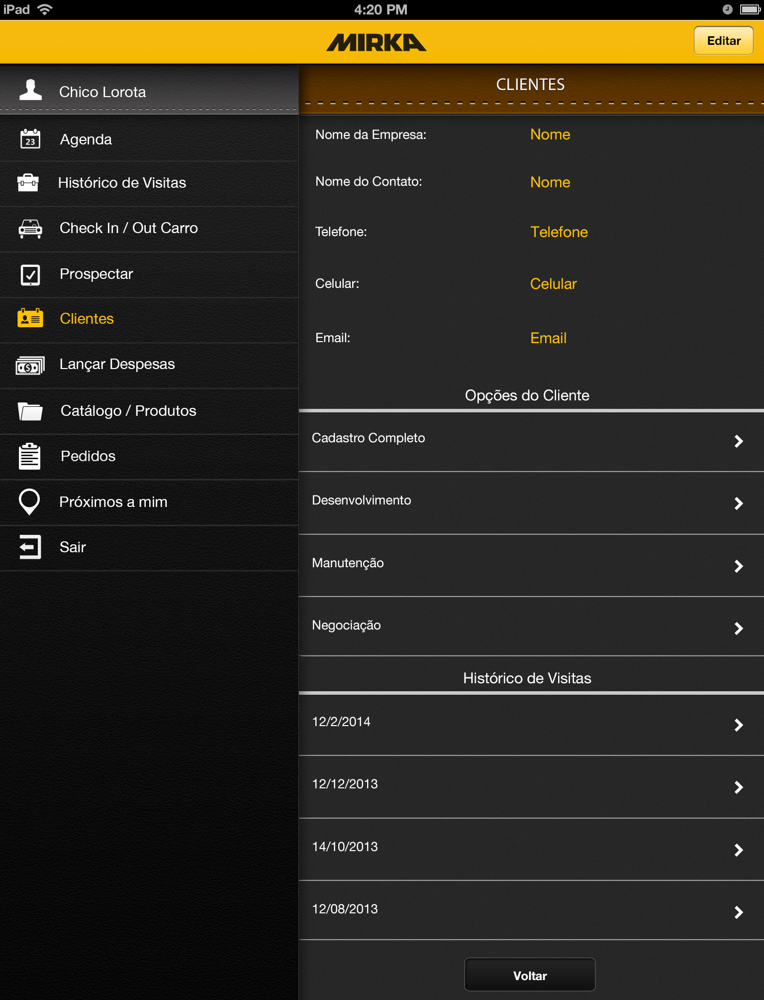 iPad
4:20 PM
MIRKA
Editar
Chico Lorota
23
Agenda
Histórico de Visitas
Check In / Out Carro
Prospectar
Clientes
$
Lançar Despesas
Catálogo / Produtos
Pedidos
Próximos a mim
Sair
CLIENTES
Nome da Empresa: Nome
Nome do Contato: Nome
Telefone: Telefone
Celular: Celular
Email: Email
Opções do Cliente
Cadastro Completo
Desenvolvimento
Manutenção
Negociação
Histórico de Visitas
12/2/2014
12/12/2013
14/10/2013
12/08/2013
Voltar